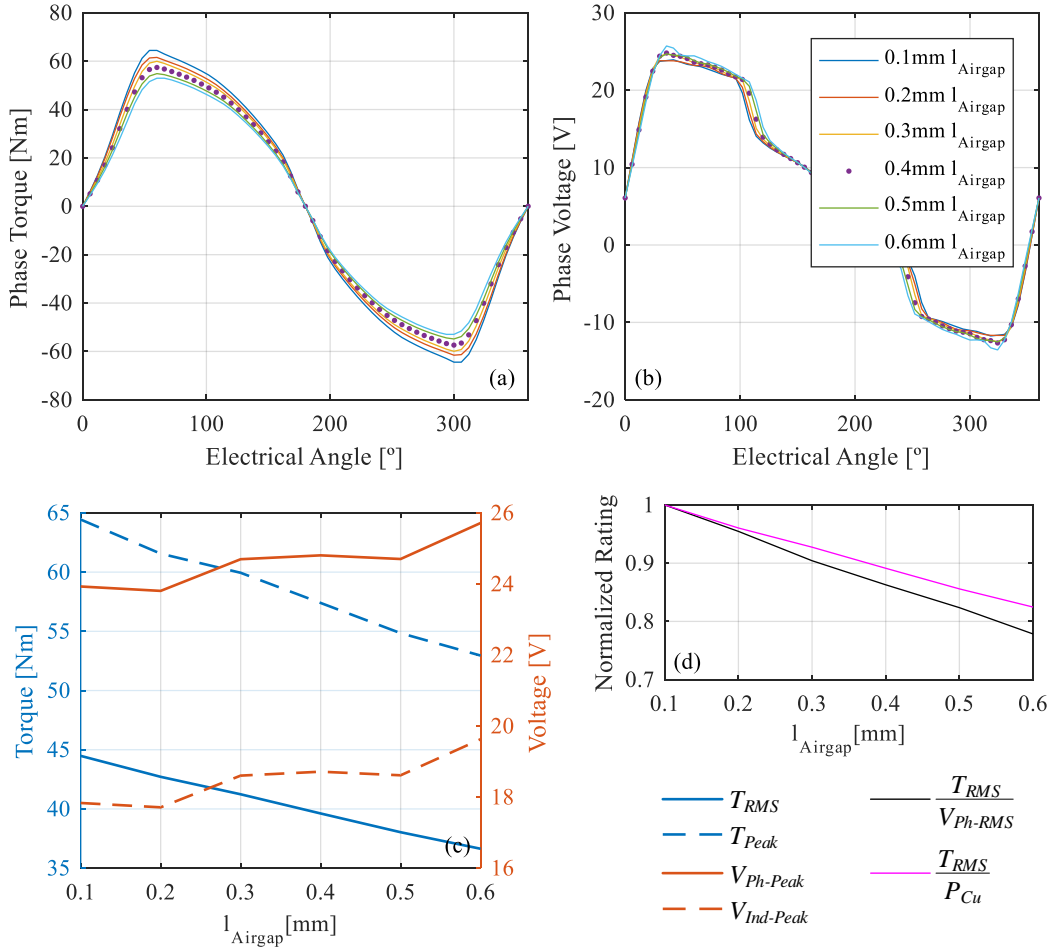 80
60
40
20
0
-20
-40
-60
-80
Phase Torque [Nm]
0 100 200 300
Electrical Angle [º]
(a)
30
20
10
0
-10
-20
Phase Voltage [V]
0 100 200 300
Electrical Angle [º]
(b)
0.1mm l_Airgap
0.2mm l_Airgap
0.3mm l_Airgap
0.4mm l_Airgap
0.5mm l_Airgap
0.6mm l_Airgap
65
60
55
50
45
40
35
Torque [Nm]
26
24
22
20
18
16
Voltage [V]
0.1 0.2 0.3 0.4 0.5 0.6
l_Airgap[mm]
(c)
1
0.9
0.8
0.7
Normalized Rating
0.1 0.2 0.3 0.4 0.5 0.6
l_Airgap[mm]
(d)
T_RMS
T_Peak
V_Ph-Peak
V_Ind-Peak
T_RMS
V_Ph-RMS
T_RMS
P_Cu